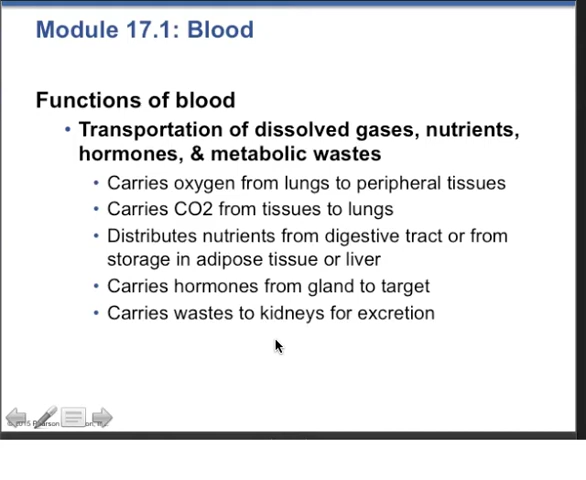 Module 17.1: Blood
Functions of blood
• Transportation of dissolved gases, nutrients,
hormones, & metabolic wastes
• Carries oxygen from lungs to peripheral tissues
• Carries CO2 from tissues to lungs
• Distributes nutrients from digestive tract or from
storage in adipose tissue or liver
• Carries hormones from gland to target
• Carries wastes to kidneys for excretion